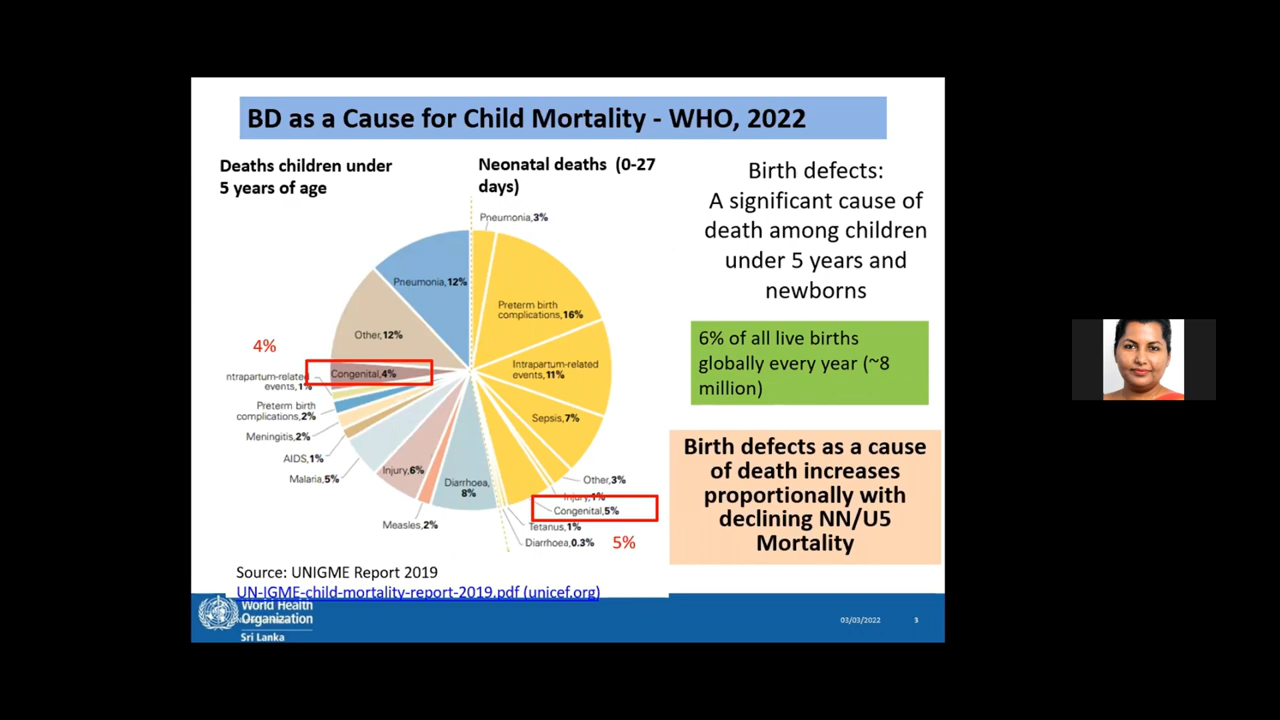 BD as a Cause for Child Mortality - WHO, 2022
Deaths children under
5 years of age
Neonatal deaths (0-27
days)
Pneumonia,3%
Pneumonia,12%
Preterm birth
complications,16%
Other,12%
Intrapartum-related
events,11%
4%
Congenital,4%
ntrapartum-related
events,1%
Preterm birth
complications,2%
Sepsis,7%
Meningitis,2%
AIDS,1%
Malaria,5%
Injury,6%
Diarrhoea,
8%
Other,3%
Injury,1%
Congenital,5%
Measles,2%
Tetanus,1%
Diarrhoea,0.3%
5%
Birth defects:
A significant cause of
death among children
under 5 years and
newborns
6% of all live births
globally every year (~8
million)
Birth defects as a cause
of death increases
proportionally with
declining NN/U5
Mortality
Source: UNIGME Report 2019
UN-IGME-child-mortality-report-2019.pdf (unicef.org)
World Health
Organization
Sri Lanka
03/03/2022
3